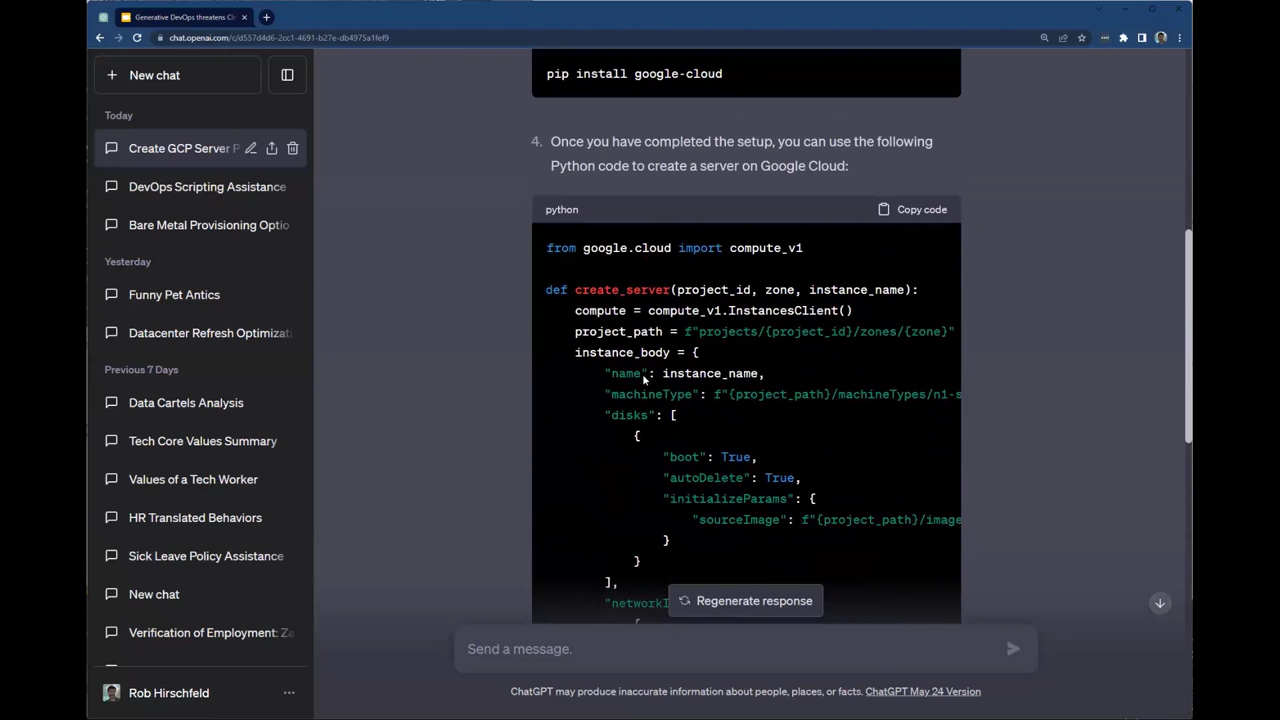 Generative DevOps threatens Cl
chat.openai.com/c/d557d4d6-2cc1-4691-b27e-db4975a1fef9
New chat
Today
Create GCP Server P
DevOps Scripting Assistance
Bare Metal Provisioning Optio
Yesterday
Funny Pet Antics
Datacenter Refresh Optimizati
Previous 7 Days
Data Cartels Analysis
Tech Core Values Summary
Values of a Tech Worker
HR Translated Behaviors
Sick Leave Policy Assistance
New chat
Verification of Employment: Za
Rob Hirschfeld
pip install google-cloud
4. Once you have completed the setup, you can use the following
Python code to create a server on Google Cloud:
python
Copy code
from google.cloud import compute_v1
def create_server(project_id, zone, instance_name):
compute = compute_v1.InstancesClient()
project_path = f"projects/{project_id}/zones/{zone}"
instance_body = {
"name": instance_name,
"machineType": f"{project_path}/machineTypes/n1-s
"disks": [
{
"boot": True,
"autoDelete": True,
"initializeParams": {
"sourceImage": f"{project_path}/image
}
}
],
"networkI
Regenerate response
Send a message.
ChatGPT may produce inaccurate information about people, places, or facts. ChatGPT May 24 Version